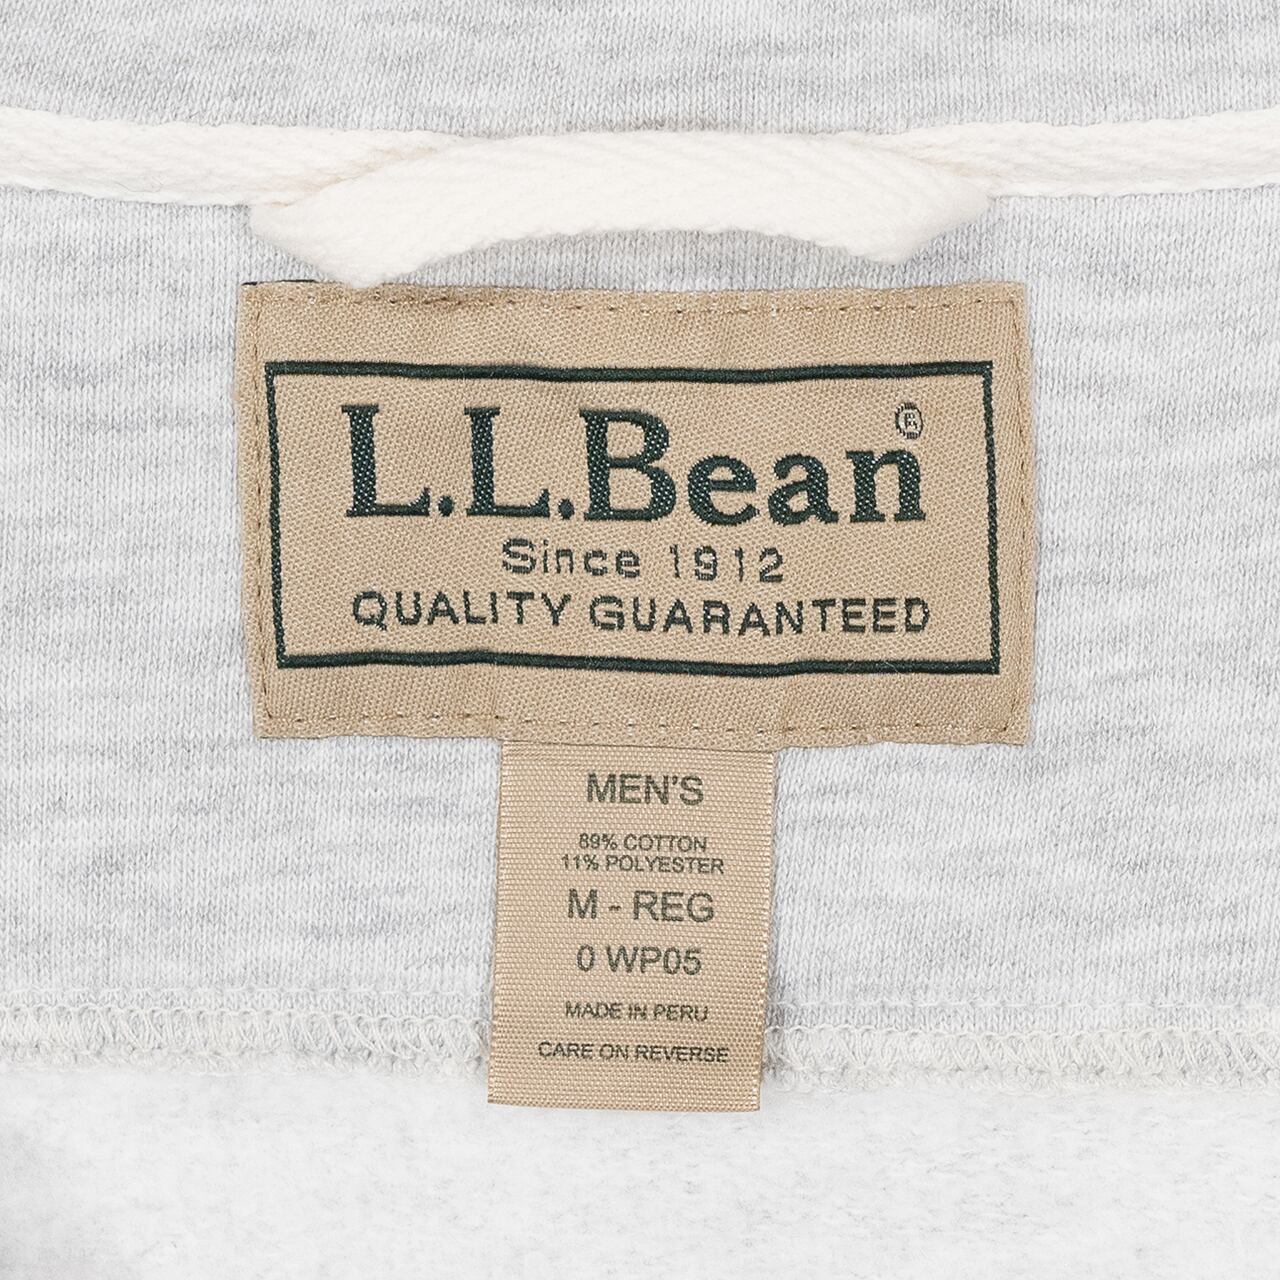 L.L.Bean®
Since 1912
QUALITY GUARANTEED
MEN'S
89% COTTON
11% POLYESTER
M - REG
0 WP05
MADE IN PERU
CARE ON REVERSE